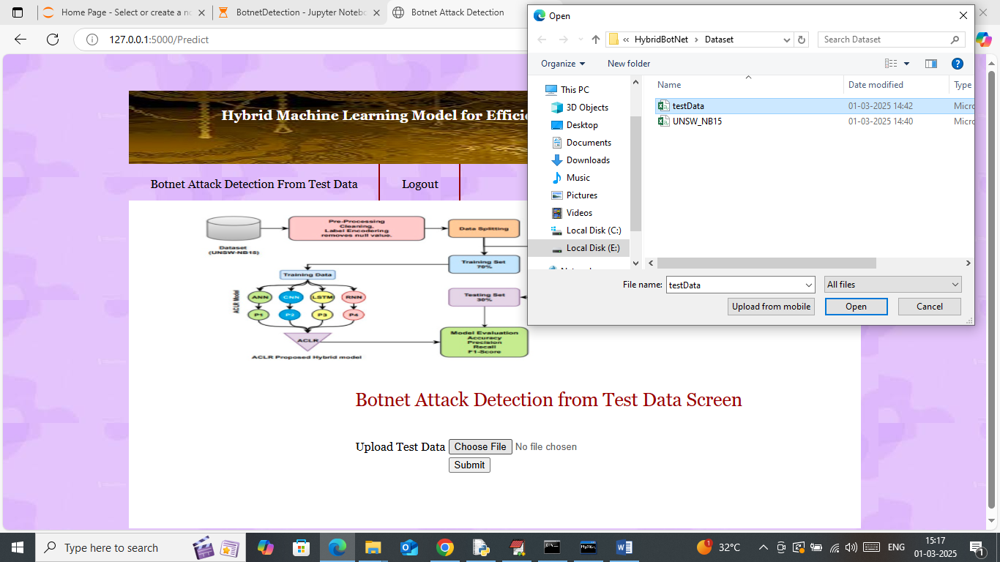 Home Page - Select or create a no
BotnetDetection - Jupyter Notebo
Botnet Attack Detection
127.0.0.1:5000/Predict
Open
HybridBotNet
Dataset
Search Dataset
Organize
New folder
Name
Date modified
Type
This PC
3D Objects
Desktop
Documents
Downloads
Music
Pictures
Videos
Local Disk (C:)
Local Disk (E:)
testData
01-03-2025 14:42
Micro
UNSW_NB15
01-03-2025 14:40
Micro
File name:
testData
All files
Upload from mobile
Open
Cancel
Hybrid Machine Learning Model for Efficie
Botnet Attack Detection From Test Data
Logout
Dataset
(UNSW-NB15)
Pre-Processing
Cleaning,
Label Endcodering
removes null value.
Data Splitting
Training Set
70%
Training Data
ACLR Model
ANN
CNN
LSTM
RNN
P1
P2
P3
P4
ACLR
ACLR Proposed Hybrid model
Testing Set
30%
Model Evaluation
Accuracy
Precision
Recall
F1-Score
Botnet Attack Detection from Test Data Screen
Upload Test Data
Choose File
No file chosen
Submit
Type here to search
32°C
ENG
15:17
01-03-2025
1
1